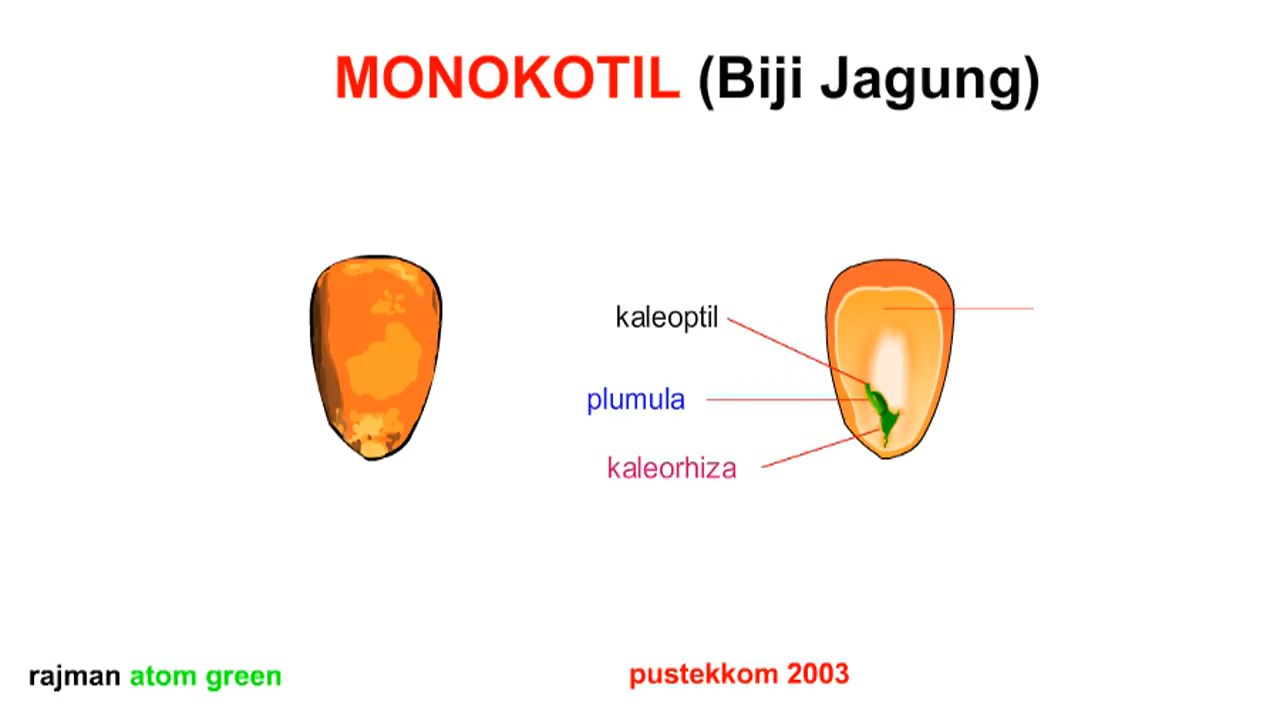 MONOKOTIL (Biji Jagung)
kaleoptil
plumula
kaleorhiza
rajman atom green
pustekkom 2003